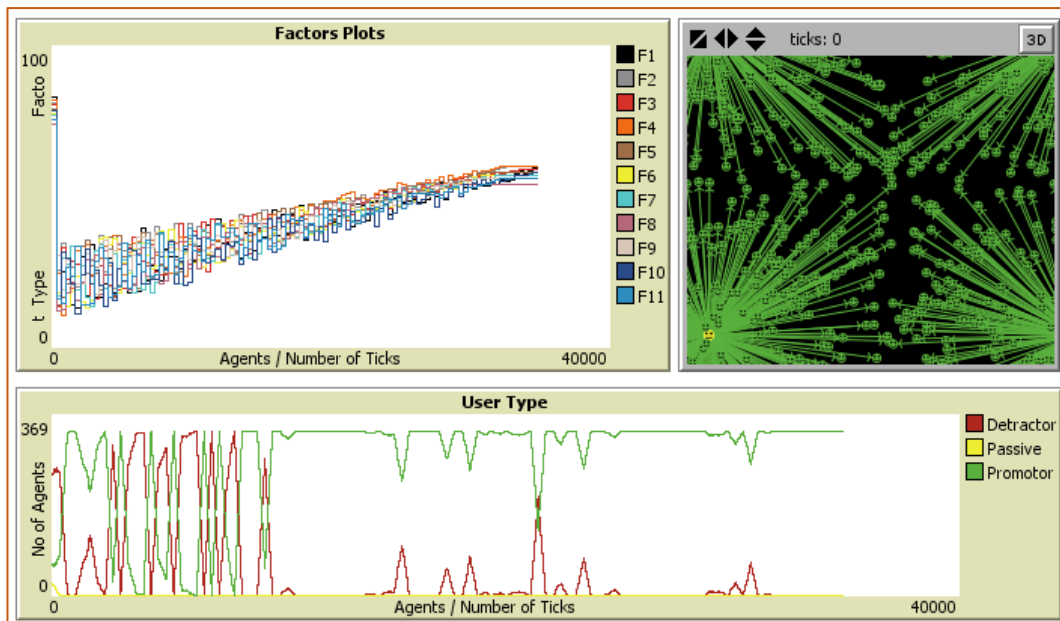 Factors Plots
100
Facto
t Type
0
0
Agents / Number of Ticks
40000
F1
F2
F3
F4
F5
F6
F7
F8
F9
F10
F11
ticks: 0
3D
User Type
369
No of Agents
0
0
Agents / Number of Ticks
40000
Detractor
Passive
Promotor